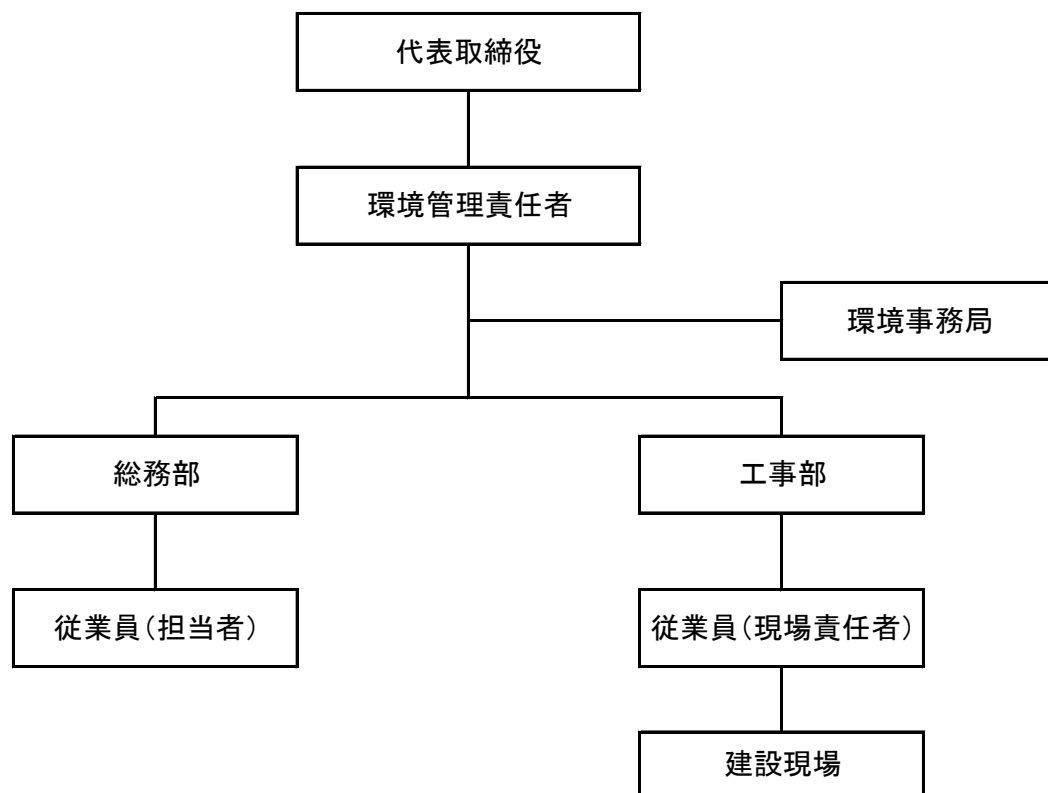 代表取締役
環境管理責任者
環境事務局
総務部
工事部
従業員(担当者)
従業員(現場責任者)
建設現場